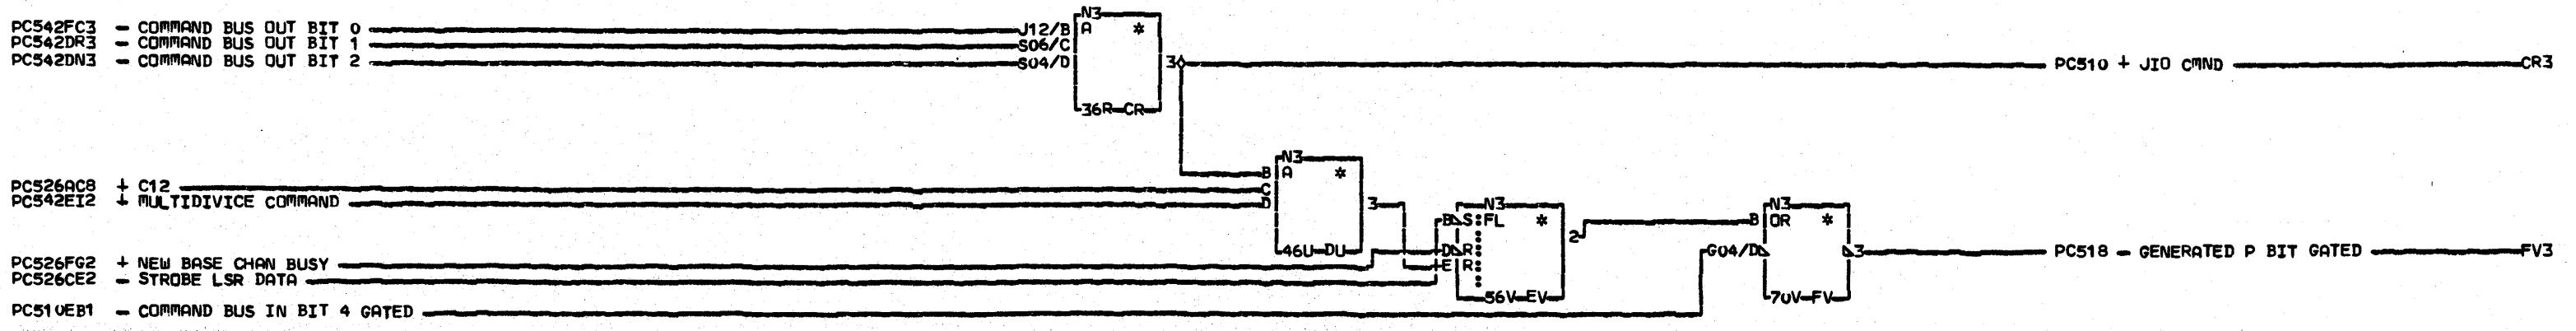 N3
PC542FC3 – COMMAND BUS OUT BIT 0 J12/B A *
PC542DR3 – COMMAND BUS OUT BIT 1 S06/C
PC542DN3 – COMMAND BUS OUT BIT 2 S04/D 3 PC510 + JIO CMND CR3
36R CR
N3
B A *
PC526AC8 + C12 C
PC542EI2 + MULTIDIVICE COMMAND D 3 N3 N3
B S FL * 2 B OR *
46U DU D R G04/D 3 PC518 – GENERATED P BIT GATED FV3
PC526FG2 + NEW BASE CHAN BUSY E R
PC526CE2 – STROBE LSR DATA
56V EV 70V FV
PC510EB1 – COMMAND BUS IN BIT 4 GATED